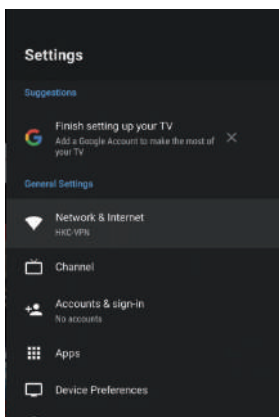 Settings
Suggestions
Finish setting up your TV
Add a Google Account to make the most of
your TV
General Settings
Network & Internet
HKC-VPN
Channel
Accounts & sign-in
No accounts
Apps
Device Preferences